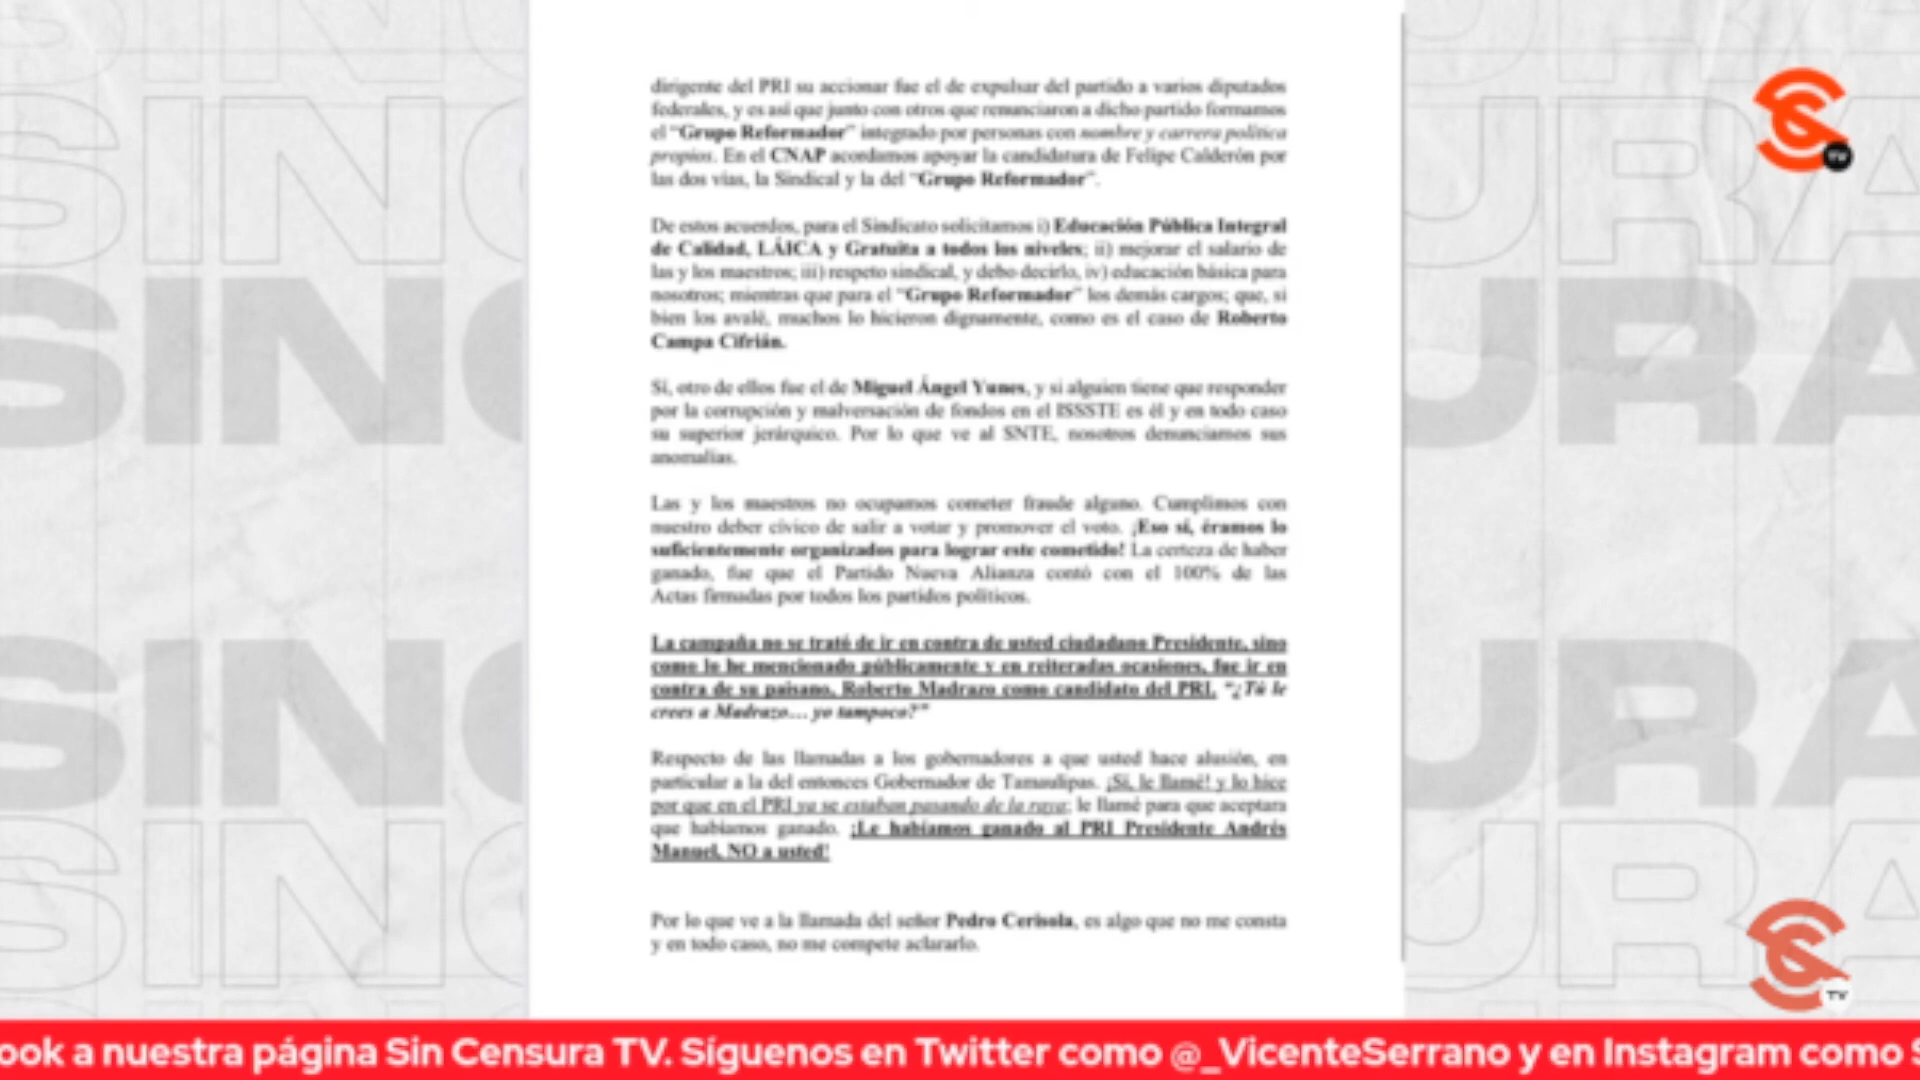 dirigente del PRI su accionar fue el de expulsar del partido a varios diputados
federales, y es así que junto con otros que renunciaron a dicho partido formamos
el "Grupo Reformador" integrado por personas con nombre y carrera política
propios. En el CNAP acordamos apoyar la candidatura de Felipe Calderón por
las dos vías, la Sindical y la del "Grupo Reformador".
De estos acuerdos, para el Sindicato solicitamos i) Educación Pública Integral
de Calidad, LÁICA y Gratuita a todos los niveles; ii) mejorar el salario de
las y los maestros; iii) respeto sindical, y debo decirlo, iv) educación básica para
nosotros; mientras que para el "Grupo Reformador" los demás cargos; que, si
bien los avalé, muchos lo hicieron dignamente, como es el caso de Roberto
Campa Cifrián.
Sí, otro de ellos fue el de Miguel Ángel Yunes, y si alguien tiene que responder
por la corrupción y malversación de fondos en el ISSSTE es él y en todo caso
su superior jerárquico. Por lo que ve al SNTE, nosotros denunciamos sus
anomalías.
Las y los maestros no ocupamos cometer fraude alguno. Cumplimos con
nuestro deber cívico de salir a votar y promover el voto. ¡Eso sí, éramos lo
suficientemente organizados para lograr este cometido! La certeza de haber
ganado, fue que el Partido Nueva Alianza contó con el 100% de las
Actas firmadas por todos los partidos políticos.
La campaña no se trató de ir en contra de usted ciudadano Presidente, sino
como lo he mencionado públicamente y en reiteradas ocasiones, fue ir en
contra de su paisano, Roberto Madrazo como candidato del PRI. "¿Tú le
crees a Madrazo… yo tampoco?"
Respecto de las llamadas a los gobernadores a que usted hace alusión, en
particular a la del entonces Gobernador de Tamaulipas. ¡Sí, le llamé! y lo hice
por que en el PRI ya se estaban pasando de la raya; le llamé para que aceptara
que habíamos ganado. ¡Le habíamos ganado al PRI Presidente Andrés
Manuel, NO a usted!
Por lo que ve a la llamada del señor Pedro Cerisola, es algo que no me consta
y en todo caso, no me compete aclararlo.
SIN
URA
SIN
URA
TV
TV
ook a nuestra página Sin Censura TV. Síguenos en Twitter como @_VicenteSerrano y en Instagram como S